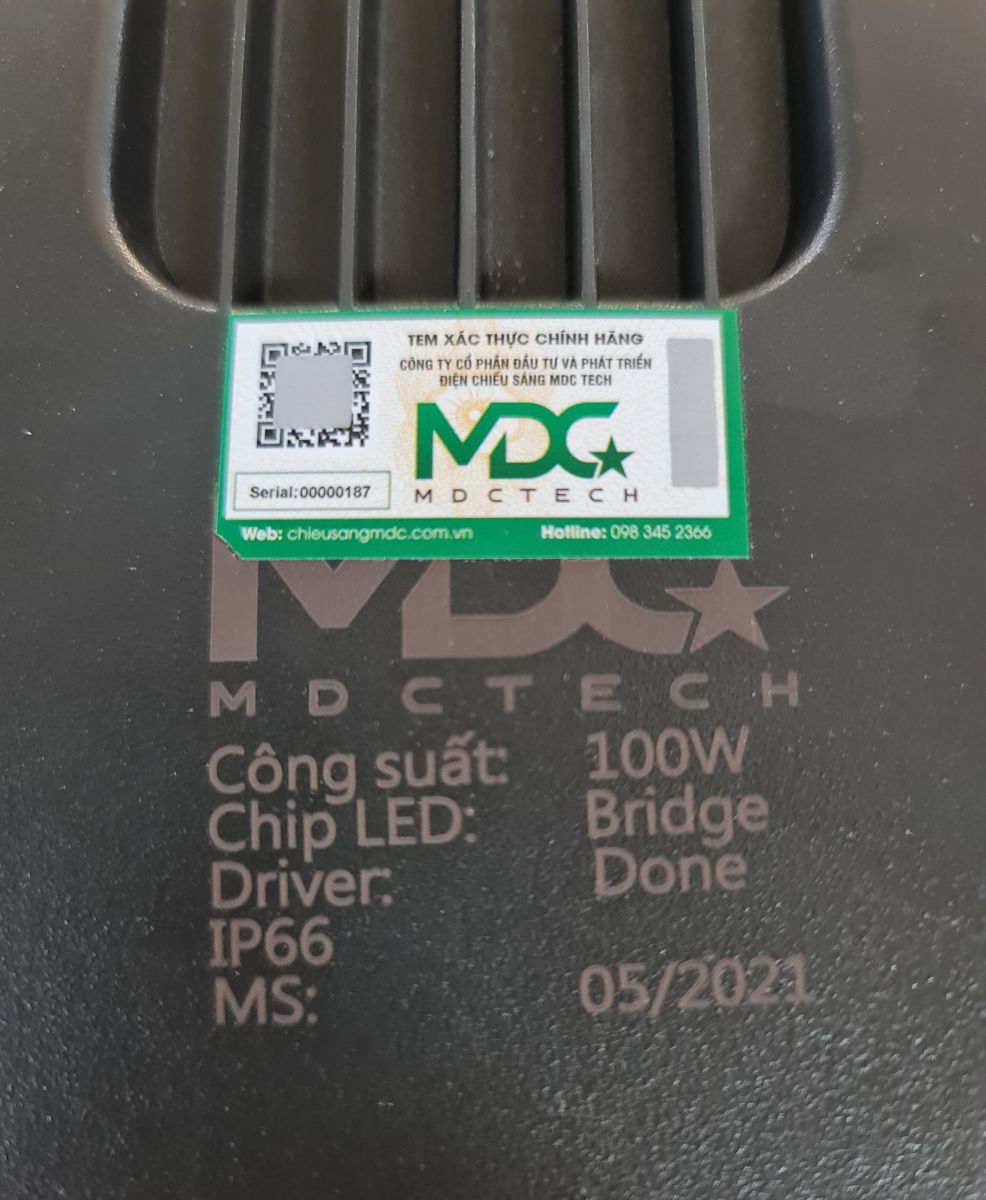 TEM XÁC THỰC CHÍNH HÃNG
CÔNG TY CỔ PHẦN ĐẦU TƯ VÀ PHÁT TRIỂN
ĐIỆN CHIẾU SÁNG MDC TECH
MDC
MDCTECH
Serial:00000187
Web: chieusangmdc.com.vn Hotline: 098 345 2366
MDC
MDCTECH
Công suất: 100W
Chip LED: Bridge
Driver: Done
IP66
MS: 05/2021